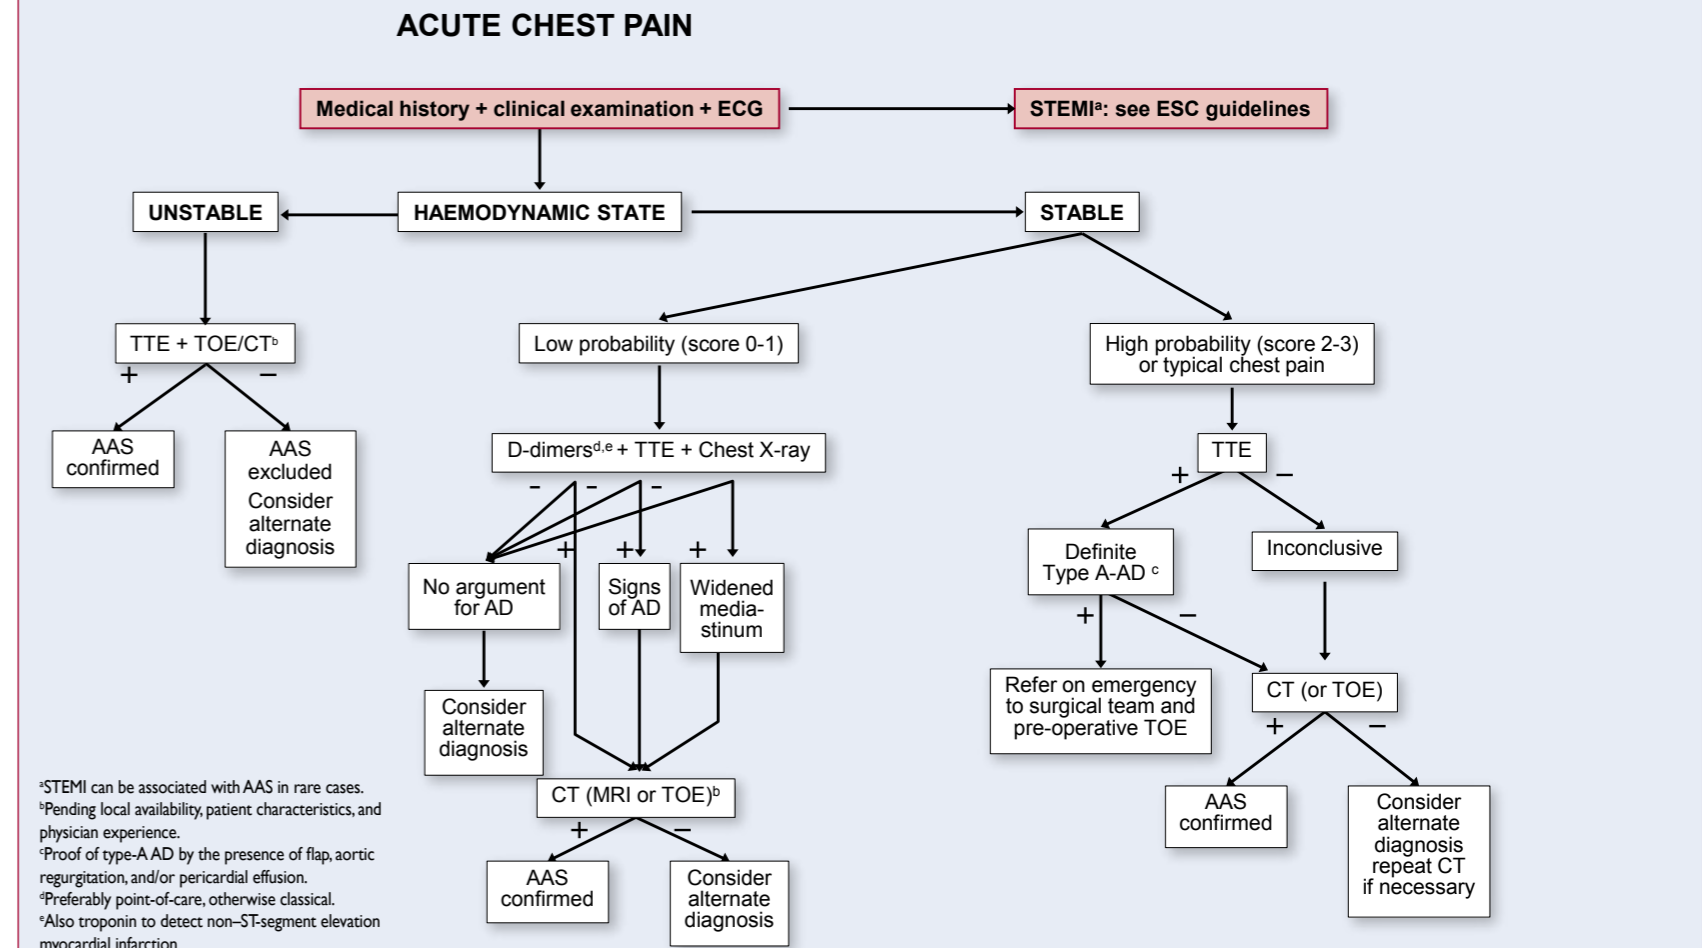 ACUTE CHEST PAIN
Medical history + clinical examination + ECG
STEMIᵃ: see ESC guidelines
UNSTABLE
HAEMODYNAMIC STATE
STABLE
TTE + TOE/CTᵇ
Low probability (score 0-1)
High probability (score 2-3)
or typical chest pain
+
–
AAS
confirmed
AAS
excluded
Consider
alternate
diagnosis
D-dimersᵈ,ᵉ + TTE + Chest X-ray
TTE
-
-
-
+
+
+
+
–
No argument
for AD
Signs
of AD
Widened
media-
stinum
Definite
Type A-AD ᶜ
Inconclusive
+
–
Consider
alternate
diagnosis
Refer on emergency
to surgical team and
pre-operative TOE
CT (or TOE)
CT (MRI or TOE)ᵇ
+
–
+
–
AAS
confirmed
Consider
alternate
diagnosis
AAS
confirmed
Consider
alternate
diagnosis
repeat CT
if necessary
ᵃSTEMI can be associated with AAS in rare cases.
ᵇPending local availability, patient characteristics, and
physician experience.
ᶜProof of type-A AD by the presence of flap, aortic
regurgitation, and/or pericardial effusion.
ᵈPreferably point-of-care, otherwise classical.
ᵉAlso troponin to detect non–ST-segment elevation
myocardial infarction.